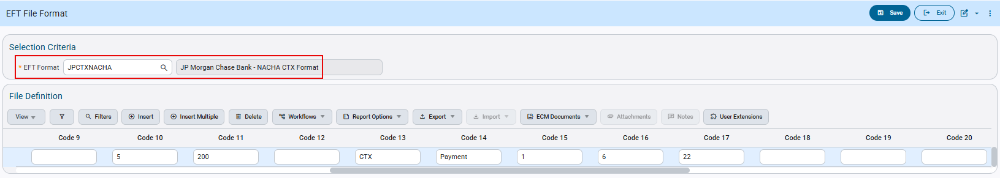 EFT File Format
Save
Exit
Selection Criteria
* EFT Format JPCTXNACHA JP Morgan Chase Bank - NACHA CTX Format
File Definition
View Filters Insert Insert Multiple Delete Workflows Report Options Export Import ECM Documents Attachments Notes User Extensions
Code 9 Code 10 Code 11 Code 12 Code 13 Code 14 Code 15 Code 16 Code 17 Code 18 Code 19 Code 20
5 200 CTX Payment 1 6 22